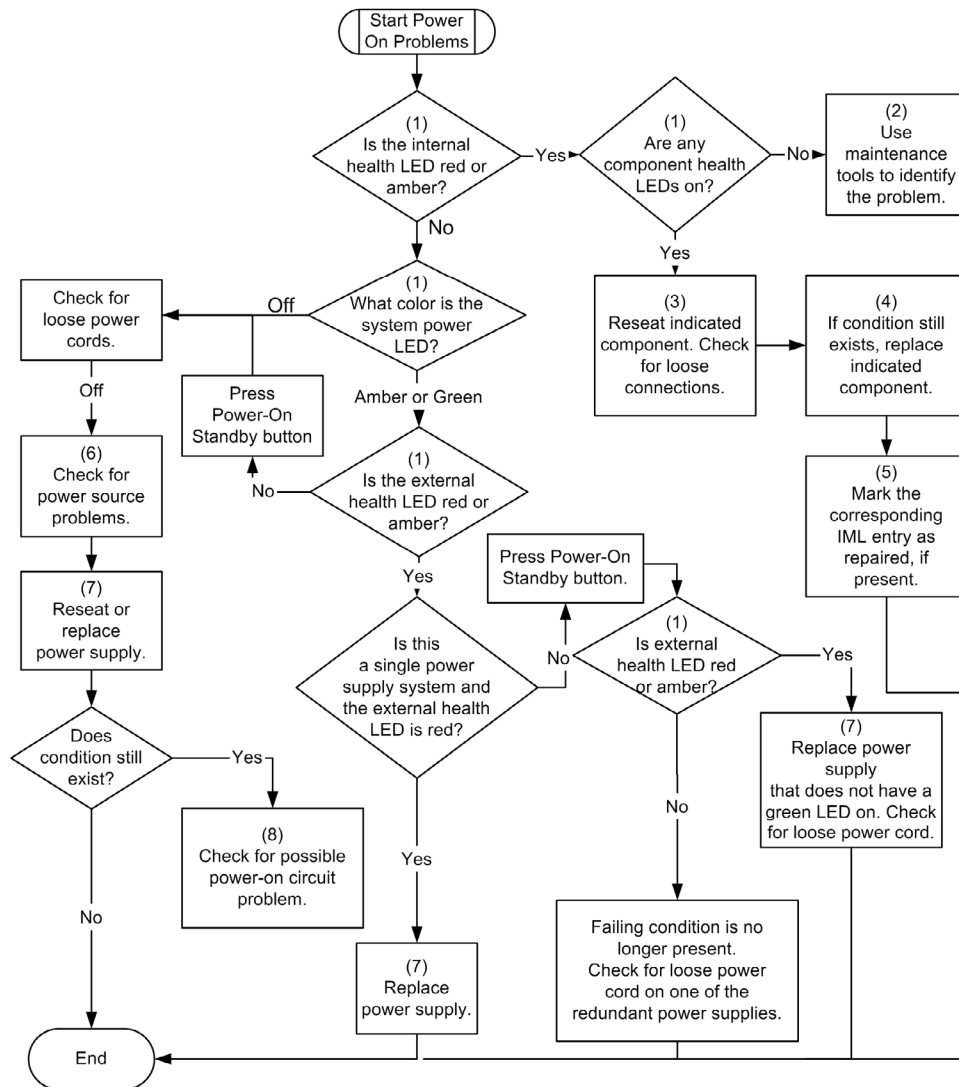 Start Power
On Problems
(1)
Is the internal
health LED red or
amber?
Yes
(1)
Are any
component health
LEDs on?
No
(2)
Use
maintenance
tools to identify
the problem.
No
Yes
Check for
loose power
cords.
Off
(1)
What color is the
system power
LED?
(3)
Reseat indicated
component. Check
for loose
connections.
(4)
If condition still
exists, replace
indicated
component.
Off
Press
Power-On
Standby button
Amber or Green
(6)
Check for
power source
problems.
No
(1)
Is the external
health LED red or
amber?
(5)
Mark the
corresponding
IML entry as
repaired, if
present.
Press Power-On
Standby button.
Yes
(7)
Reseat or
replace
power supply.
Is this
a single power
supply system and
the external health
LED is red?
No
(1)
Is external
health LED red
or amber?
Yes
Does
condition still
exist?
Yes
(7)
Replace power
supply
that does not have a
green LED on. Check
for loose power cord.
No
(8)
Check for possible
power-on circuit
problem.
Yes
No
Failing condition is no
longer present.
Check for loose power
cord on one of the
redundant power supplies.
(7)
Replace
power supply.
End